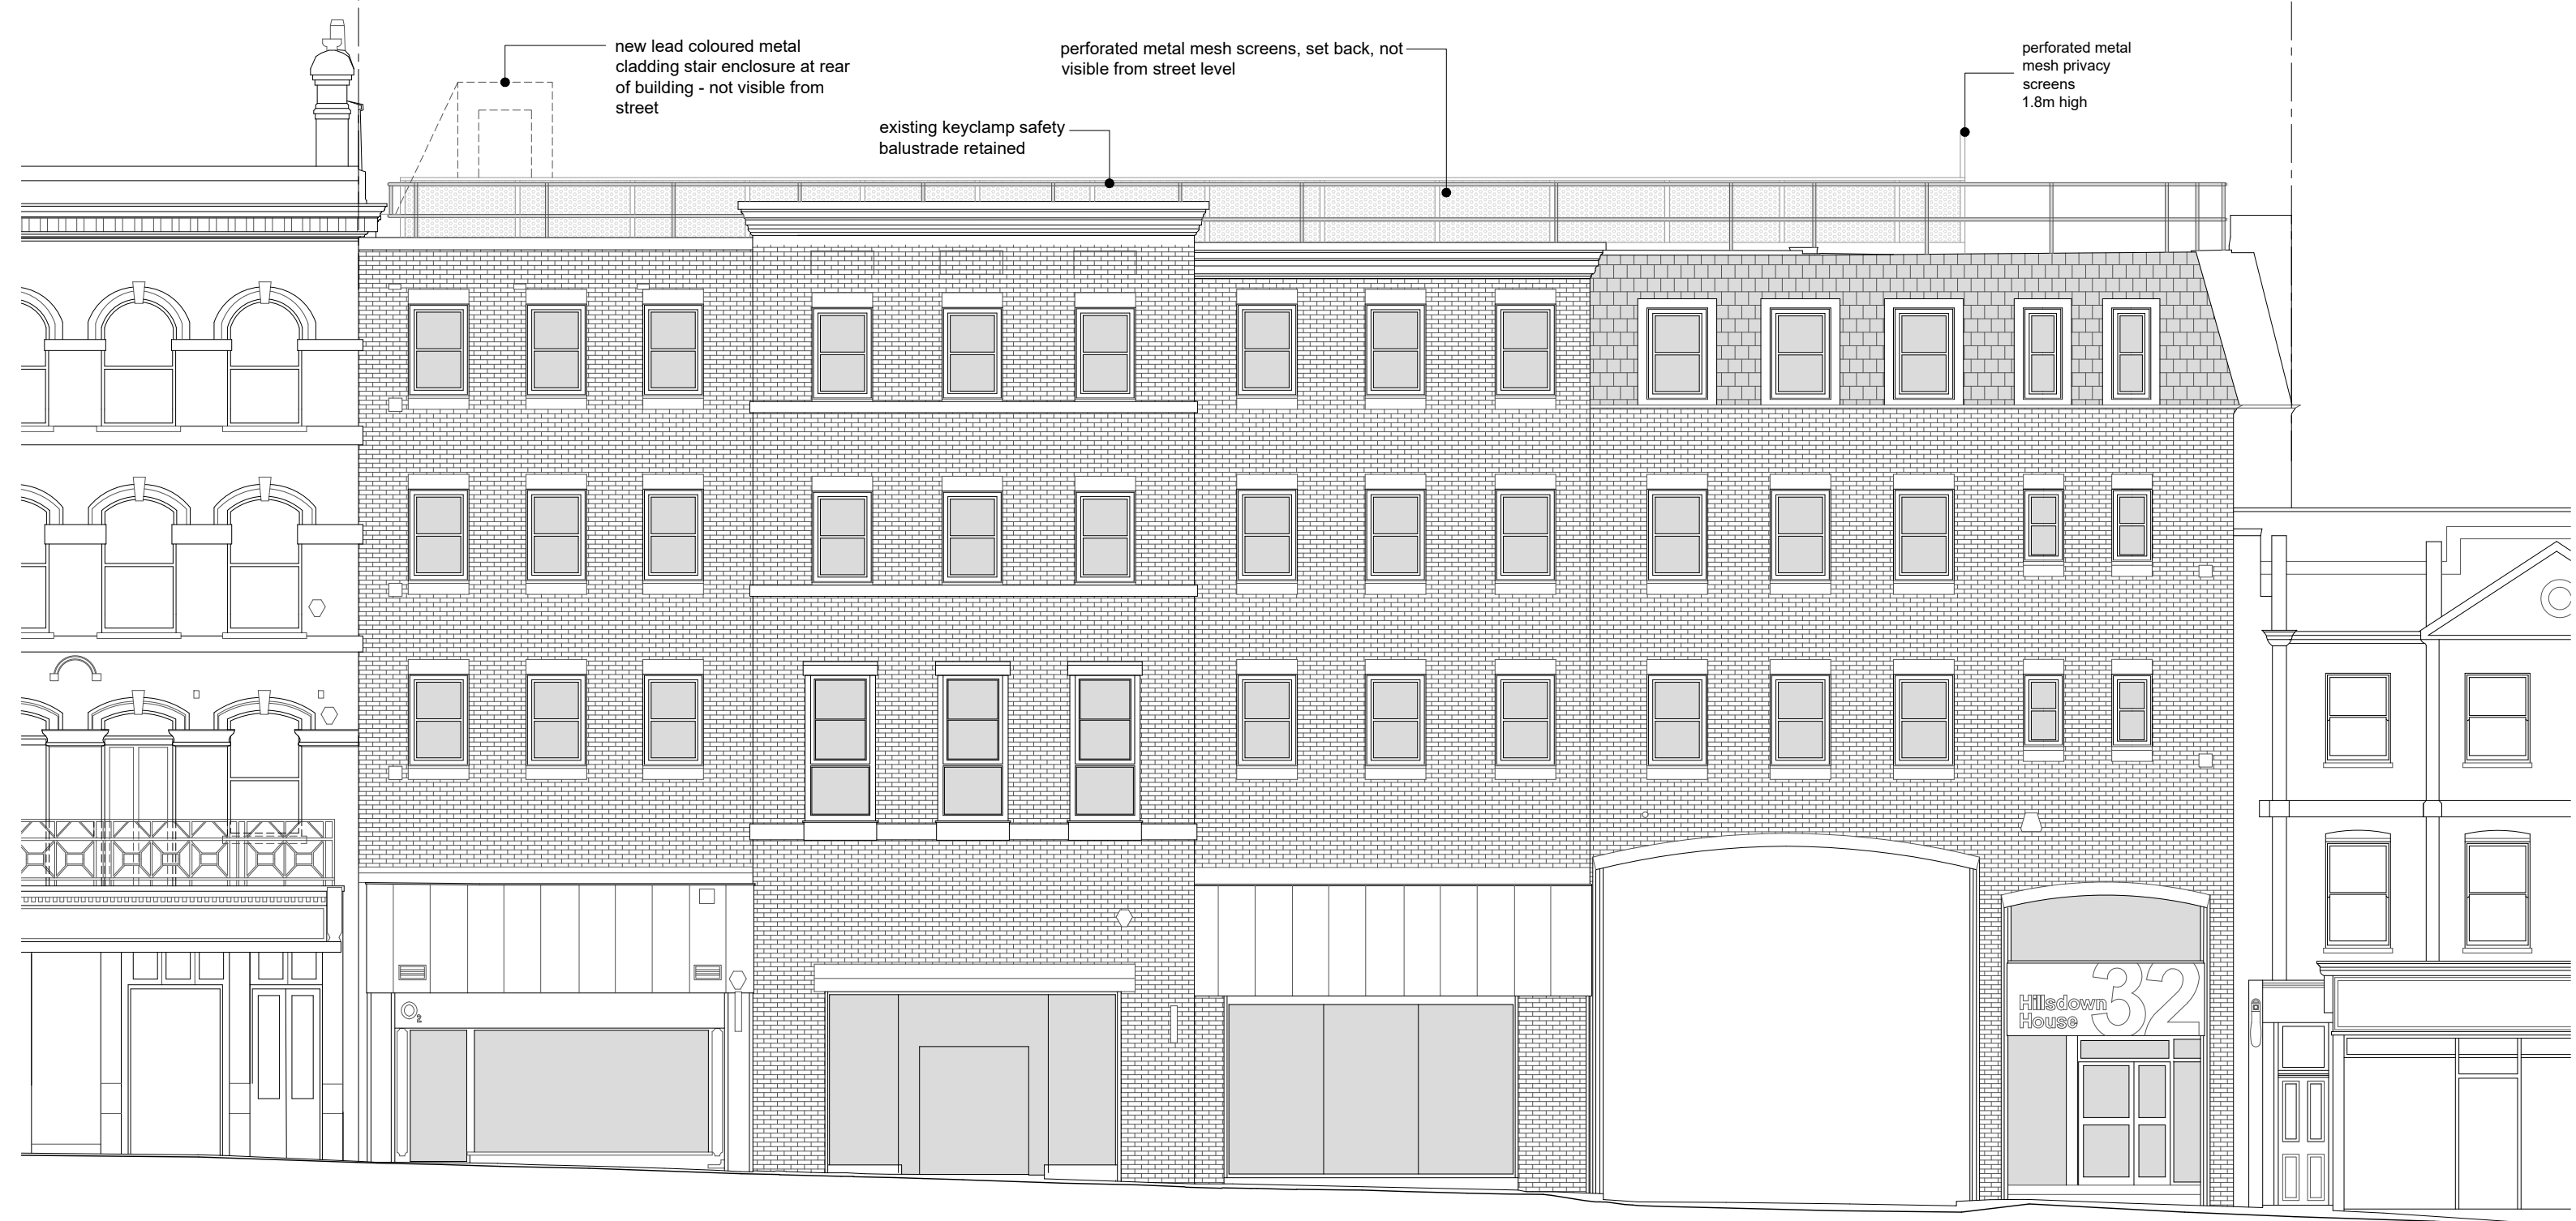 new lead coloured metal
cladding stair enclosure at rear
of building - not visible from
street
perforated metal mesh screens, set back, not
visible from street level
existing keyclamp safety
balustrade retained
perforated metal
mesh privacy
screens
1.8m high
O2
Hillsdown
House
32